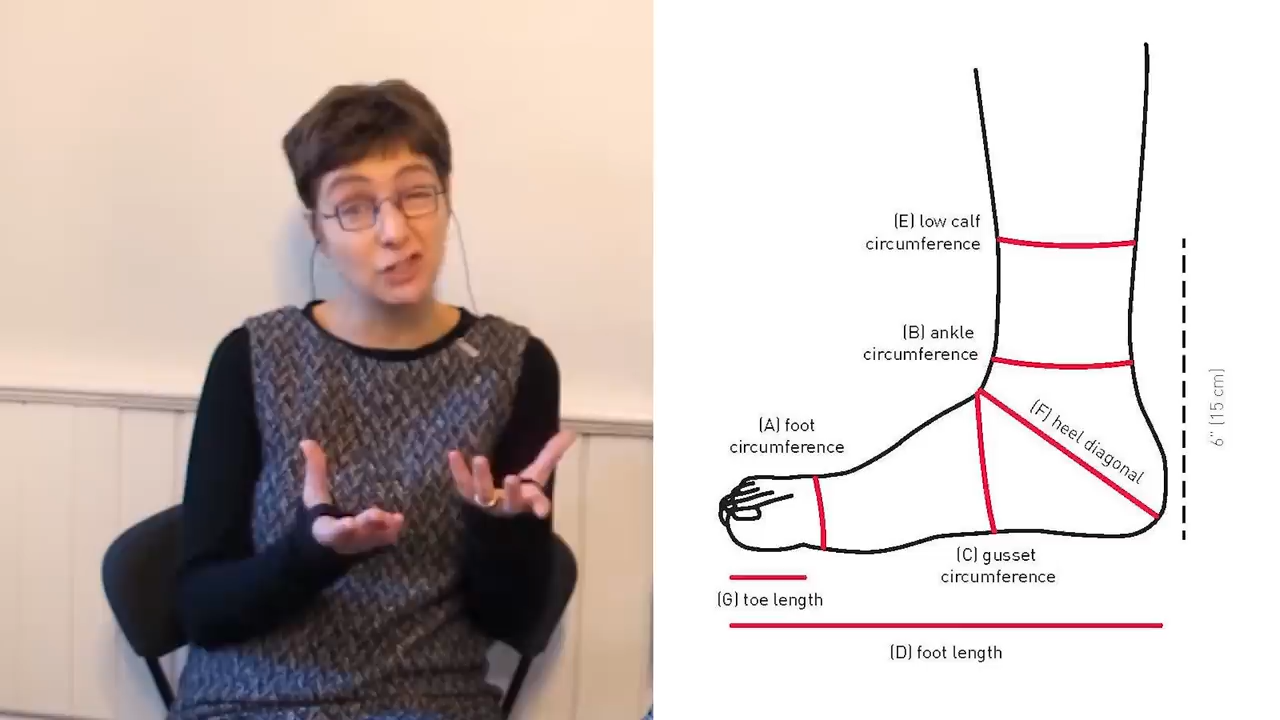 (E) low calf
circumference
(B) ankle
circumference
(A) foot
circumference
(F) heel diagonal
6" (15 cm)
(C) gusset
circumference
(G) toe length
(D) foot length